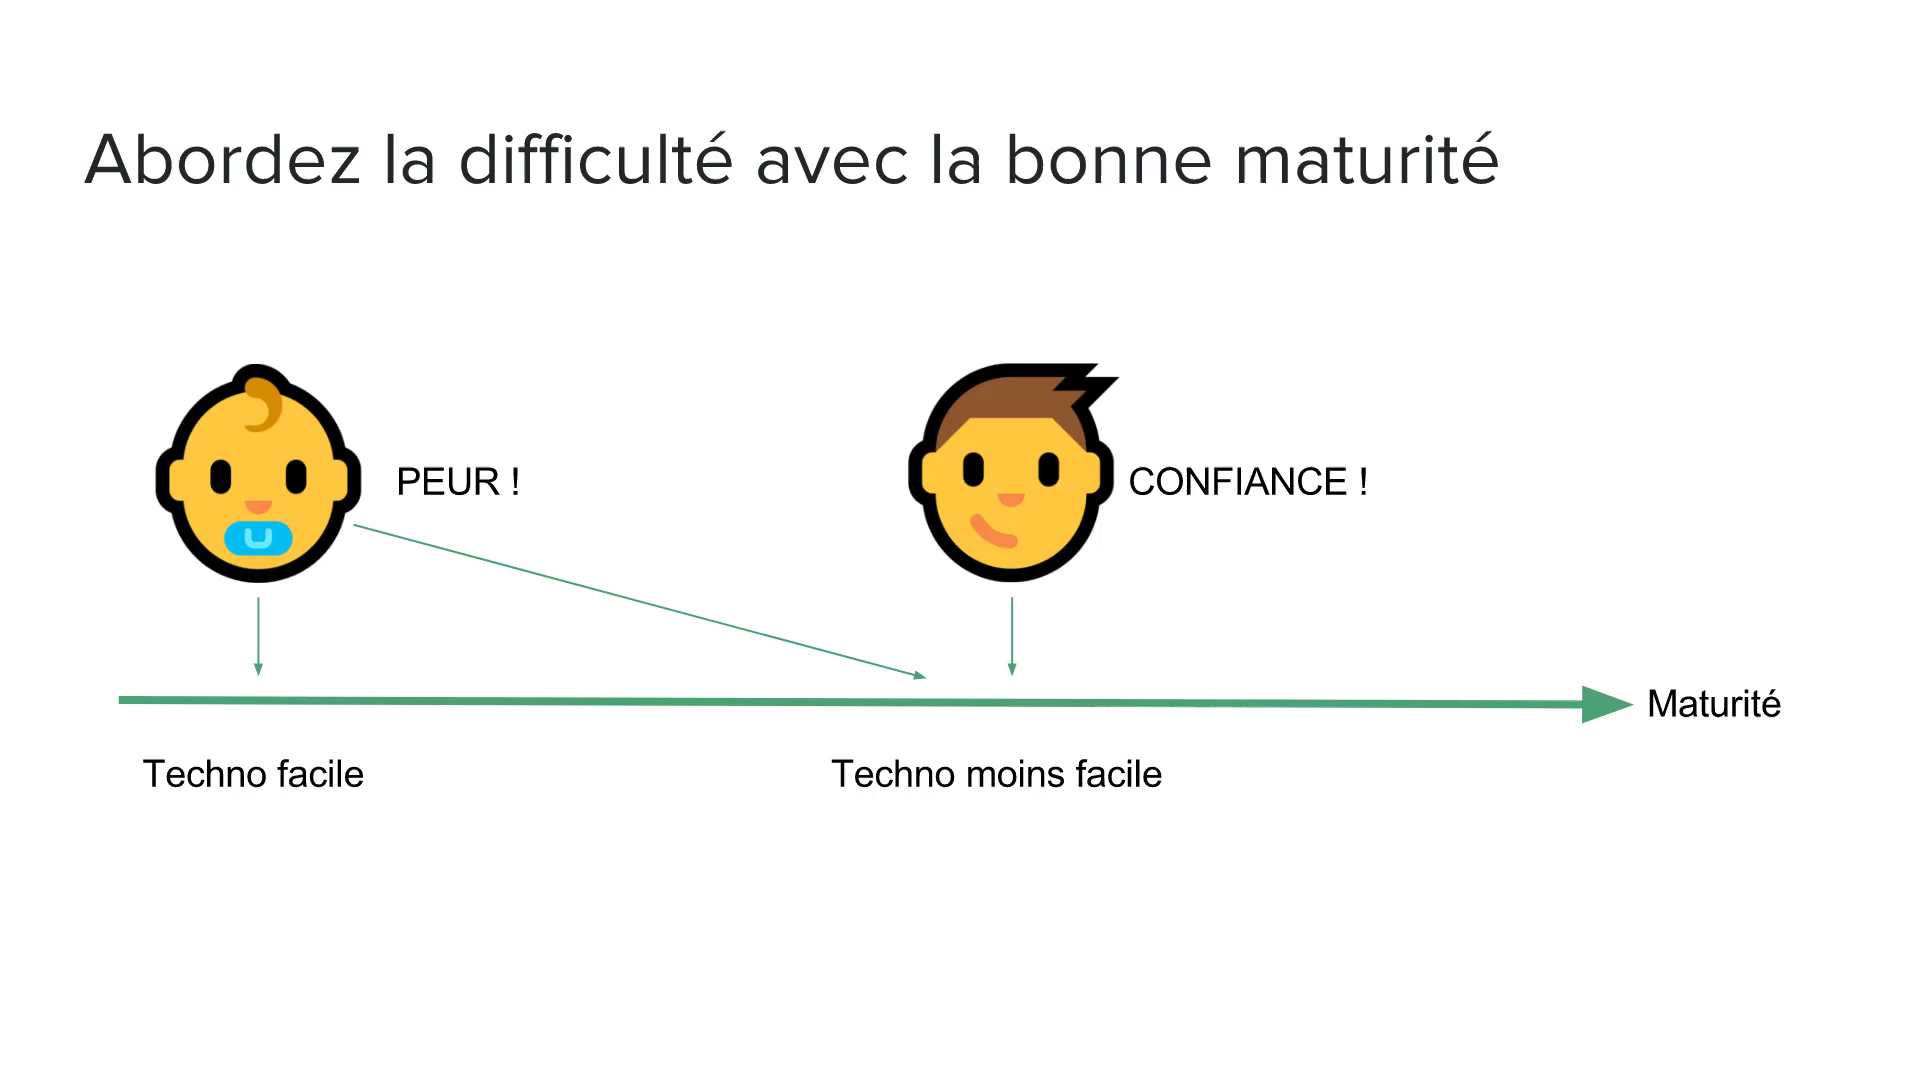 Abordez la difficulté avec la bonne maturité
PEUR !
CONFIANCE !
Maturité
Techno facile
Techno moins facile